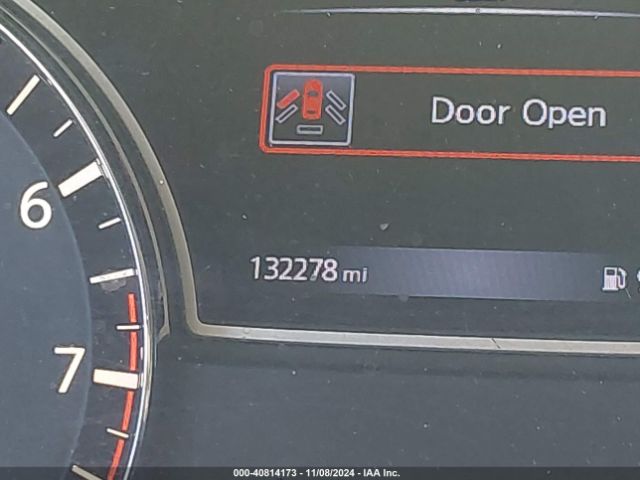 Door Open
6
132278 mi
7
000-40814173 - 11/08/2024 - IAA Inc.